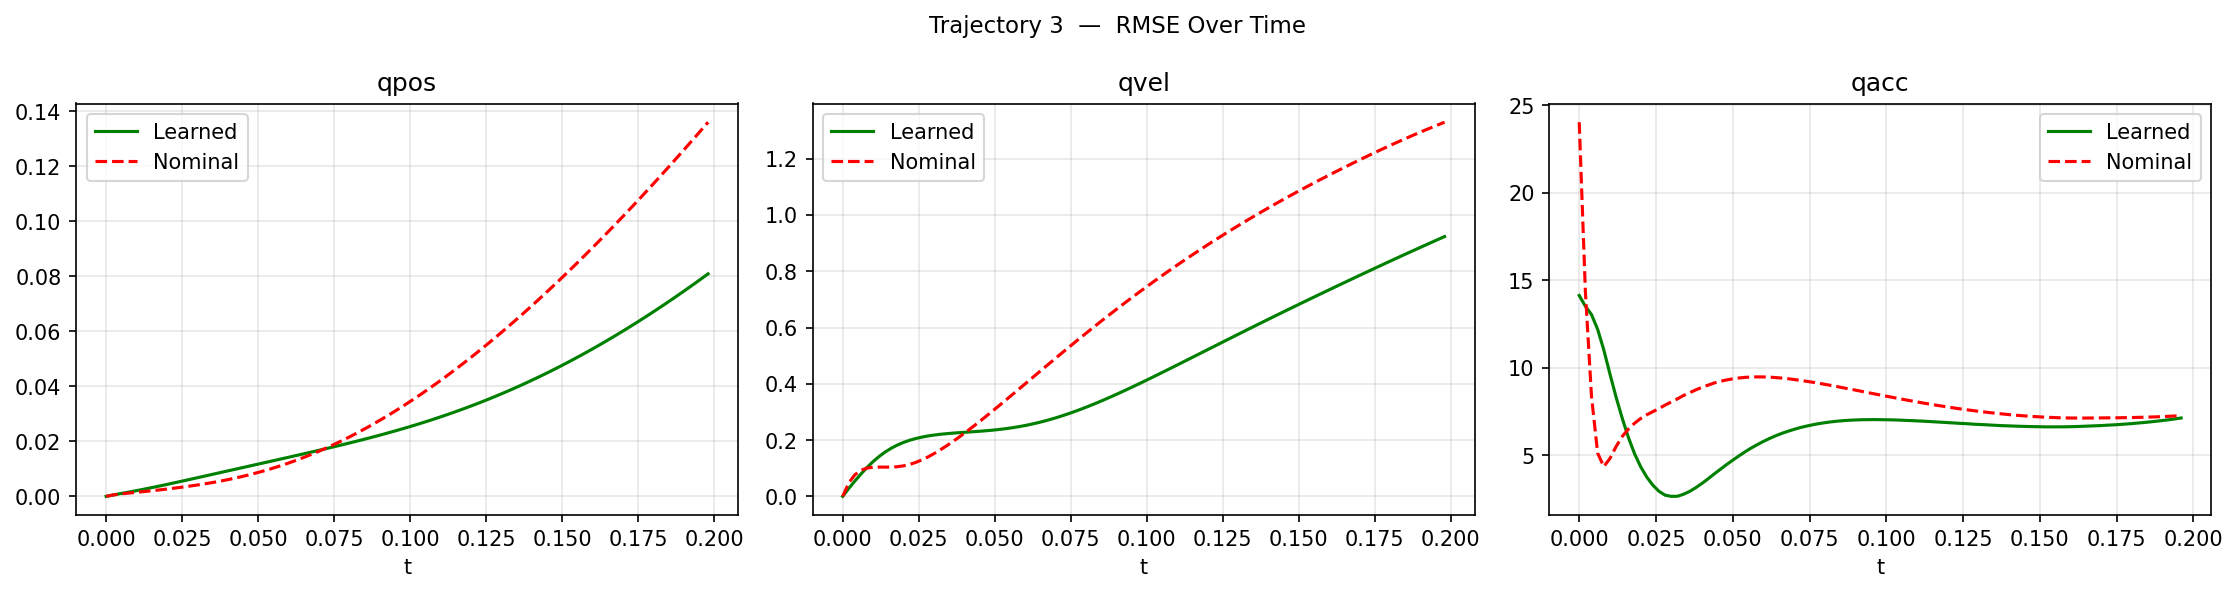 Trajectory 3 — RMSE Over Time
qpos
0.14
0.12
0.10
0.08
0.06
0.04
0.02
0.00
Learned
Nominal
0.000 0.025 0.050 0.075 0.100 0.125 0.150 0.175 0.200
t
qvel
1.2
1.0
0.8
0.6
0.4
0.2
0.0
Learned
Nominal
0.000 0.025 0.050 0.075 0.100 0.125 0.150 0.175 0.200
t
qacc
25
20
15
10
5
Learned
Nominal
0.000 0.025 0.050 0.075 0.100 0.125 0.150 0.175 0.200
t